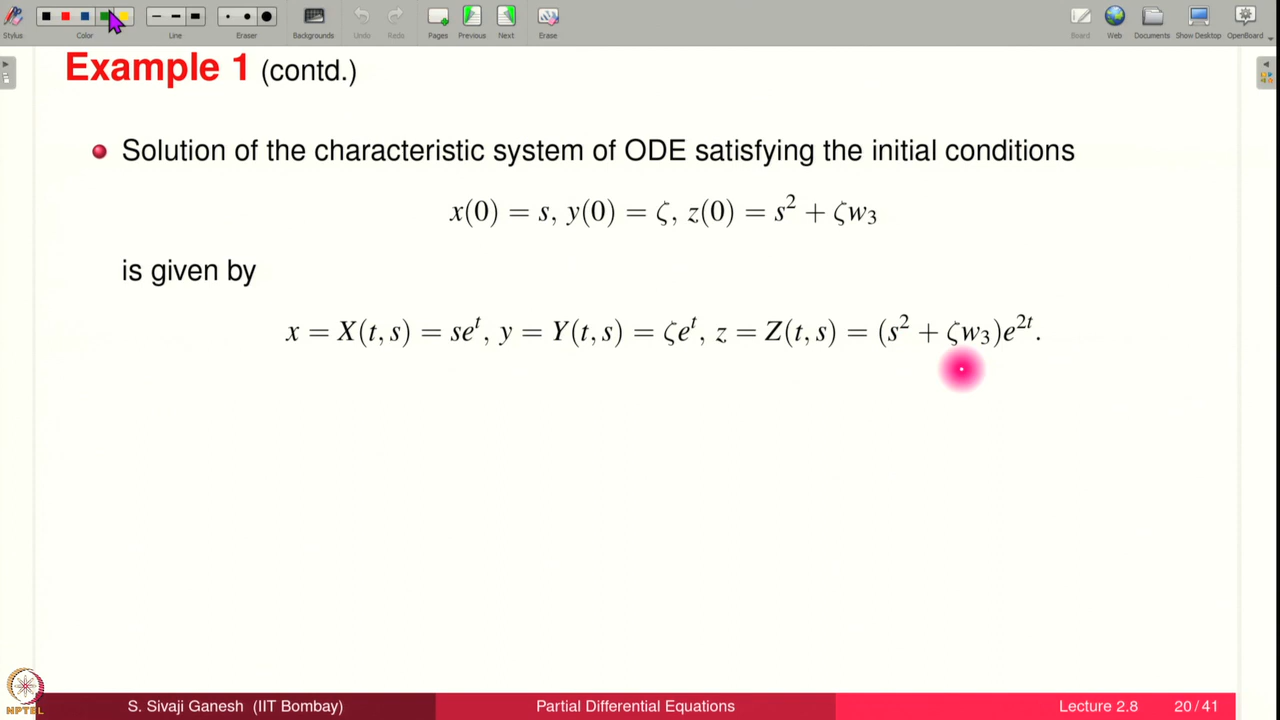 Stylus Color Line Eraser Backgrounds Undo Redo Pages Previous Next Erase Board Web Documents Show Desktop OpenBoard
Example 1 (contd.)
Solution of the characteristic system of ODE satisfying the initial conditions
x(0) = s, y(0) = ζ, z(0) = s² + ζw₃
is given by
x = X(t, s) = seᵗ, y = Y(t, s) = ζeᵗ, z = Z(t, s) = (s² + ζw₃)e²ᵗ.
NPTEL
S. Sivaji Ganesh (IIT Bombay) Partial Differential Equations Lecture 2.8 20 / 41